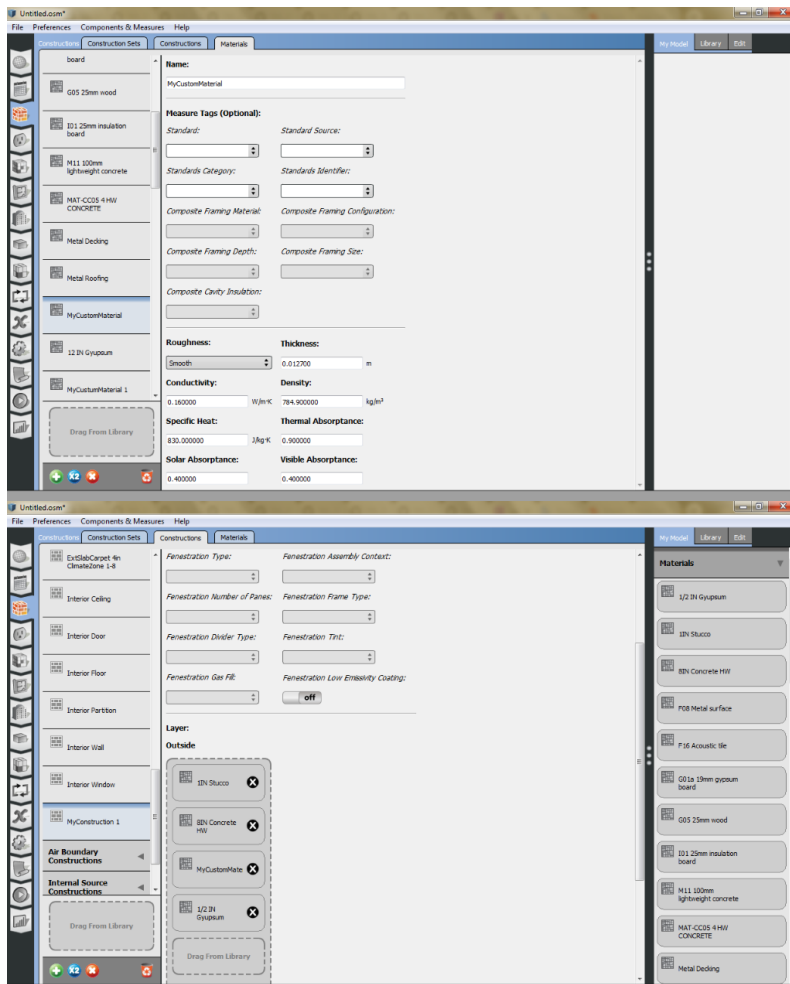 Untitled.osm*
File Preferences Components & Measures Help
Constructions Construction Sets Constructions Materials My Model Library Edit
board
G05 25mm wood
I01 25mm insulation
board
M11 100mm
lightweight concrete
MAT-CC05 4 HW
CONCRETE
Metal Decking
Metal Roofing
MyCustomMaterial
12 IN Gyupsum
MyCustumMaterial 1
Drag From Library
X2
Name:
MyCustomMaterial
Measure Tags (Optional):
Standard: Standard Source:
Standards Category: Standards Identifier:
Composite Framing Material: Composite Framing Configuration:
Composite Framing Depth: Composite Framing Size:
Composite Cavity Insulation:
Roughness: Thickness:
Smooth 0.012700 m
Conductivity: Density:
0.160000 W/m·K 784.900000 kg/m³
Specific Heat: Thermal Absorptance:
830.000000 J/kg·K 0.900000
Solar Absorptance: Visible Absorptance:
0.400000 0.400000
Untitled.osm*
File Preferences Components & Measures Help
Constructions Construction Sets Constructions Materials My Model Library Edit
ExtSlabCarpet 4in
ClimateZone 1-8
Interior Ceiling
Interior Door
Interior Floor
Interior Partition
Interior Wall
Interior Window
MyConstruction 1
Air Boundary
Constructions
Internal Source
Constructions
Drag From Library
X2
Fenestration Type: Fenestration Assembly Context:
Fenestration Number of Panes: Fenestration Frame Type:
Fenestration Divider Type: Fenestration Tint:
Fenestration Gas Fill: Fenestration Low Emissivity Coating:
off
Layer:
Outside
1IN Stucco
8IN Concrete
HW
MyCustomMate
1/2 IN
Gyupsum
Drag From Library
Materials
1/2 IN Gyupsum
1IN Stucco
8IN Concrete HW
F08 Metal surface
F16 Acoustic tile
G01a 19mm gypsum
board
G05 25mm wood
I01 25mm insulation
board
M11 100mm
lightweight concrete
MAT-CC05 4 HW
CONCRETE
Metal Decking